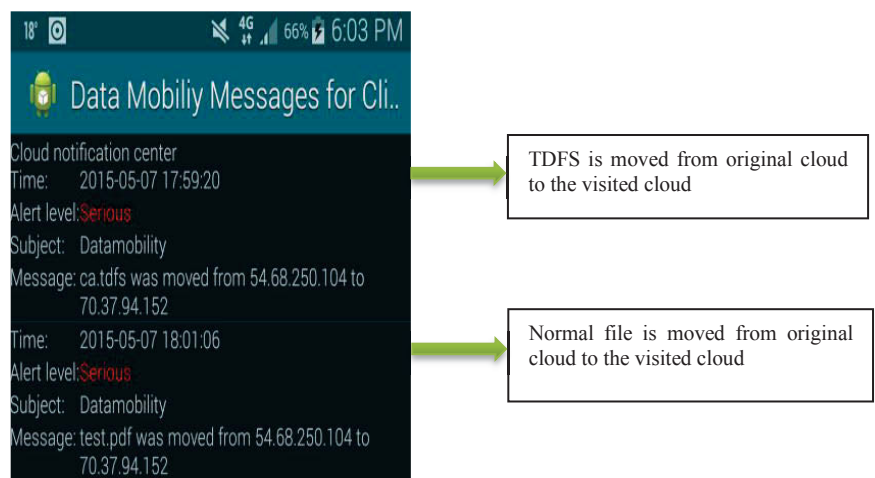 18° 4G 66% 6:03 PM
Data Mobiliy Messages for Cli..
Cloud notification center
Time: 2015-05-07 17:59:20
Alert level:Serious
Subject: Datamobility
Message: ca.tdfs was moved from 54.68.250.104 to
70.37.94.152
Time: 2015-05-07 18:01:06
Alert level:Serious
Subject: Datamobility
Message: test.pdf was moved from 54.68.250.104 to
70.37.94.152
TDFS is moved from original cloud
to the visited cloud
Normal file is moved from original
cloud to the visited cloud